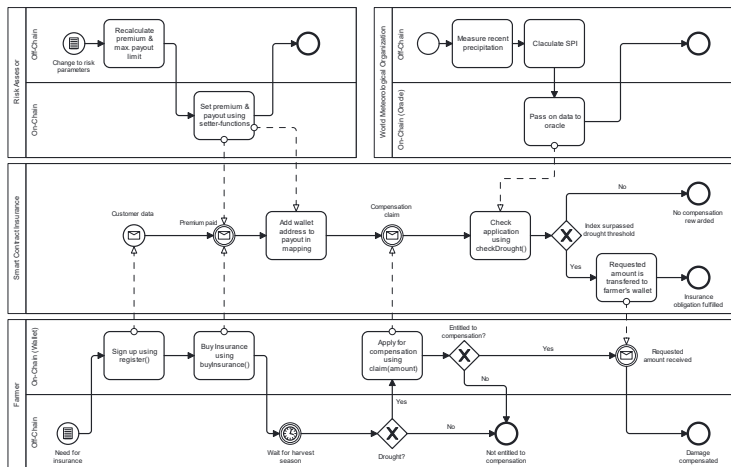 Risk Assesor
Off-Chain
On-Chain
Change to risk
parameters
Recalculate
premium &
max. payout
limit
Set premium &
payout using
setter-functions
World Meteorological Organization
Off-Chain
On-Chain (Oracle)
Measure recent
precipitation
Claculate SPI
Pass on data to
oracle
Smart Contract Insurance
Customer data
Premium paid
Add wallet
address to
payout in
mapping
Compensation
claim
Check
application
using
checkDrought()
Index surpassed
drought threshold
No
No compensation
rewarded
Yes
Requested
amount is
transfered to
farmer's wallet
Insurance
obligation fulfilled
Farmer
On-Chain (Wallet)
Off-Chain
Need for
insurance
Sign up using
register()
Buy Insurance
using
buyInsurance()
Wait for harvest
season
Drought?
Yes
No
Apply for
compensation
using
claim(amount)
Entitled to
compensation?
Yes
No
Not entitled to
compensation
Requested
amount received
Damage
compensated